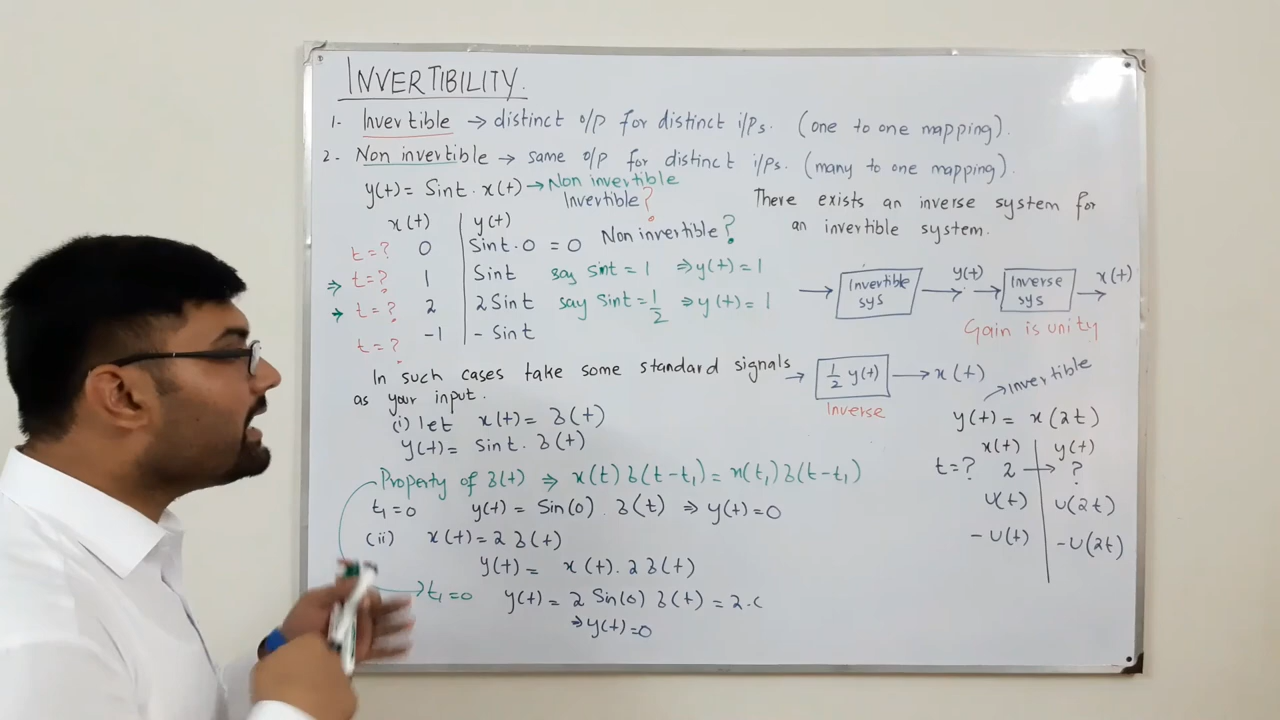 INVERTIBILITY.
1- Invertible → distinct o/p for distinct i/ps. (one to one mapping).
2- Non invertible → same o/p for distinct i/ps. (many to one mapping).
y(t) = Sint · x(t) → Non invertible
Invertible?
x(t) y(t)
t=? 0 Sint·0 = 0 Non invertible?
⇒ t=? 1 Sint say sint = 1 ⇒ y(t) = 1
→ t=? 2 2Sint say sint = 1/2 ⇒ y(t) = 1
t=? -1 - Sint
In such cases take some standard signals
as your input.
(i) let x(t) = δ(t)
y(t) = Sint · δ(t)
Property of δ(t) ⇒ x(t) δ(t-t₁) = x(t₁) δ(t-t₁)
t₁=0 y(t) = Sin(0) · δ(t) ⇒ y(t) = 0
(ii) x(t) = 2 δ(t)
y(t) = x(t) · 2 δ(t)
t₁=0 y(t) = 2 Sin(0) δ(t) = 2·0
⇒ y(t) = 0
There exists an inverse system for
an invertible system.
→ Invertible sys → y(t) → Inverse sys → x(t)
Gain is unity
→ 1/2 y(t) → x(t)
Inverse
→ Invertible
y(t) = x(2t)
x(t) y(t)
t=? 2 → ?
u(t) u(2t)
-u(t) -u(2t)